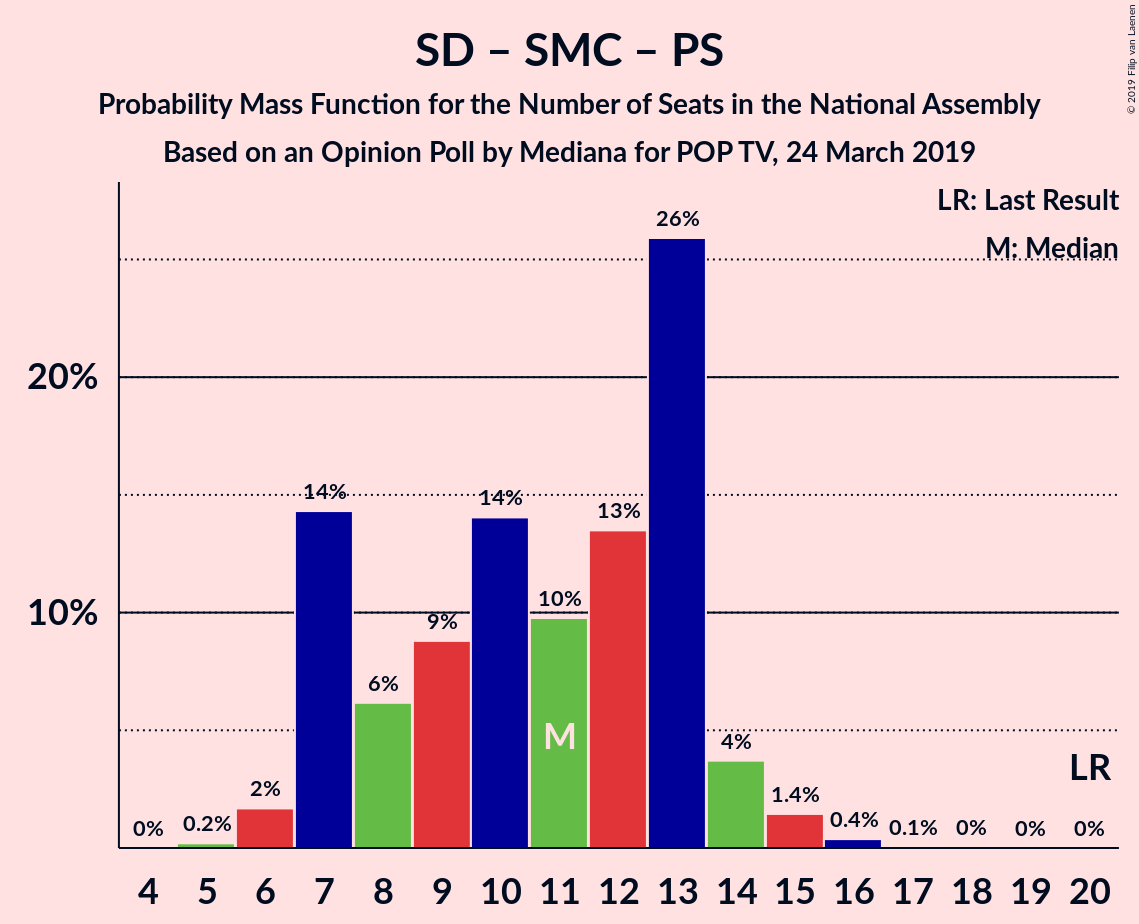 SD – SMC – PS
Probability Mass Function for the Number of Seats in the National Assembly
Based on an Opinion Poll by Mediana for POP TV, 24 March 2019
© 2019 Filip van Laenen
LR: Last Result
M: Median
20%
10%
0%
0.2%
2%
14%
6%
9%
14%
10%
13%
26%
4%
1.4%
0.4%
0.1%
0%
0%
0%
M
LR
4 5 6 7 8 9 10 11 12 13 14 15 16 17 18 19 20